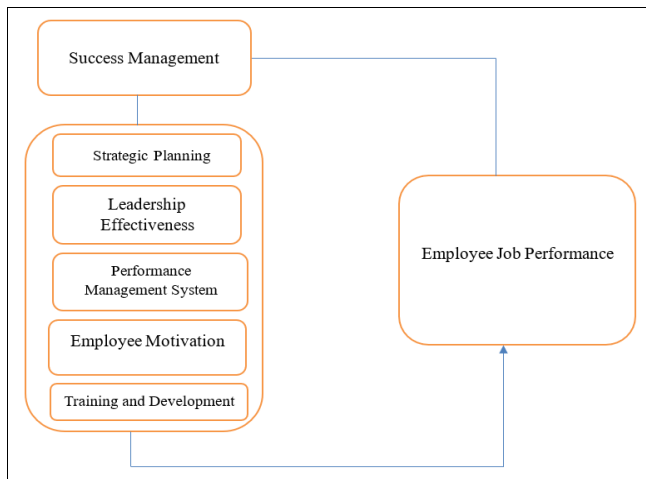 Success Management
Strategic Planning
Leadership
Effectiveness
Performance
Management System
Employee Motivation
Training and Development
Employee Job Performance